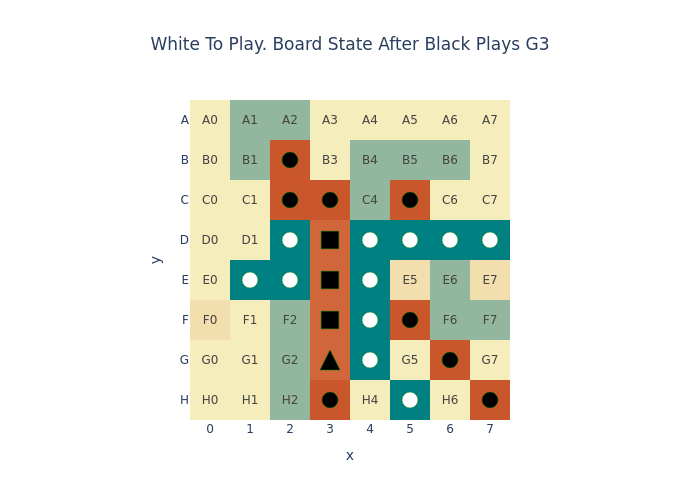 White To Play. Board State After Black Plays G3
A A0 A1 A2 A3 A4 A5 A6 A7
B B0 B1 B3 B4 B5 B6 B7
C C0 C1 C4 C6 C7
D D0 D1
E E0 E5 E6 E7
F F0 F1 F2 F6 F7
G G0 G1 G2 G5 G7
H H0 H1 H2 H4 H6
0 1 2 3 4 5 6 7
x
y